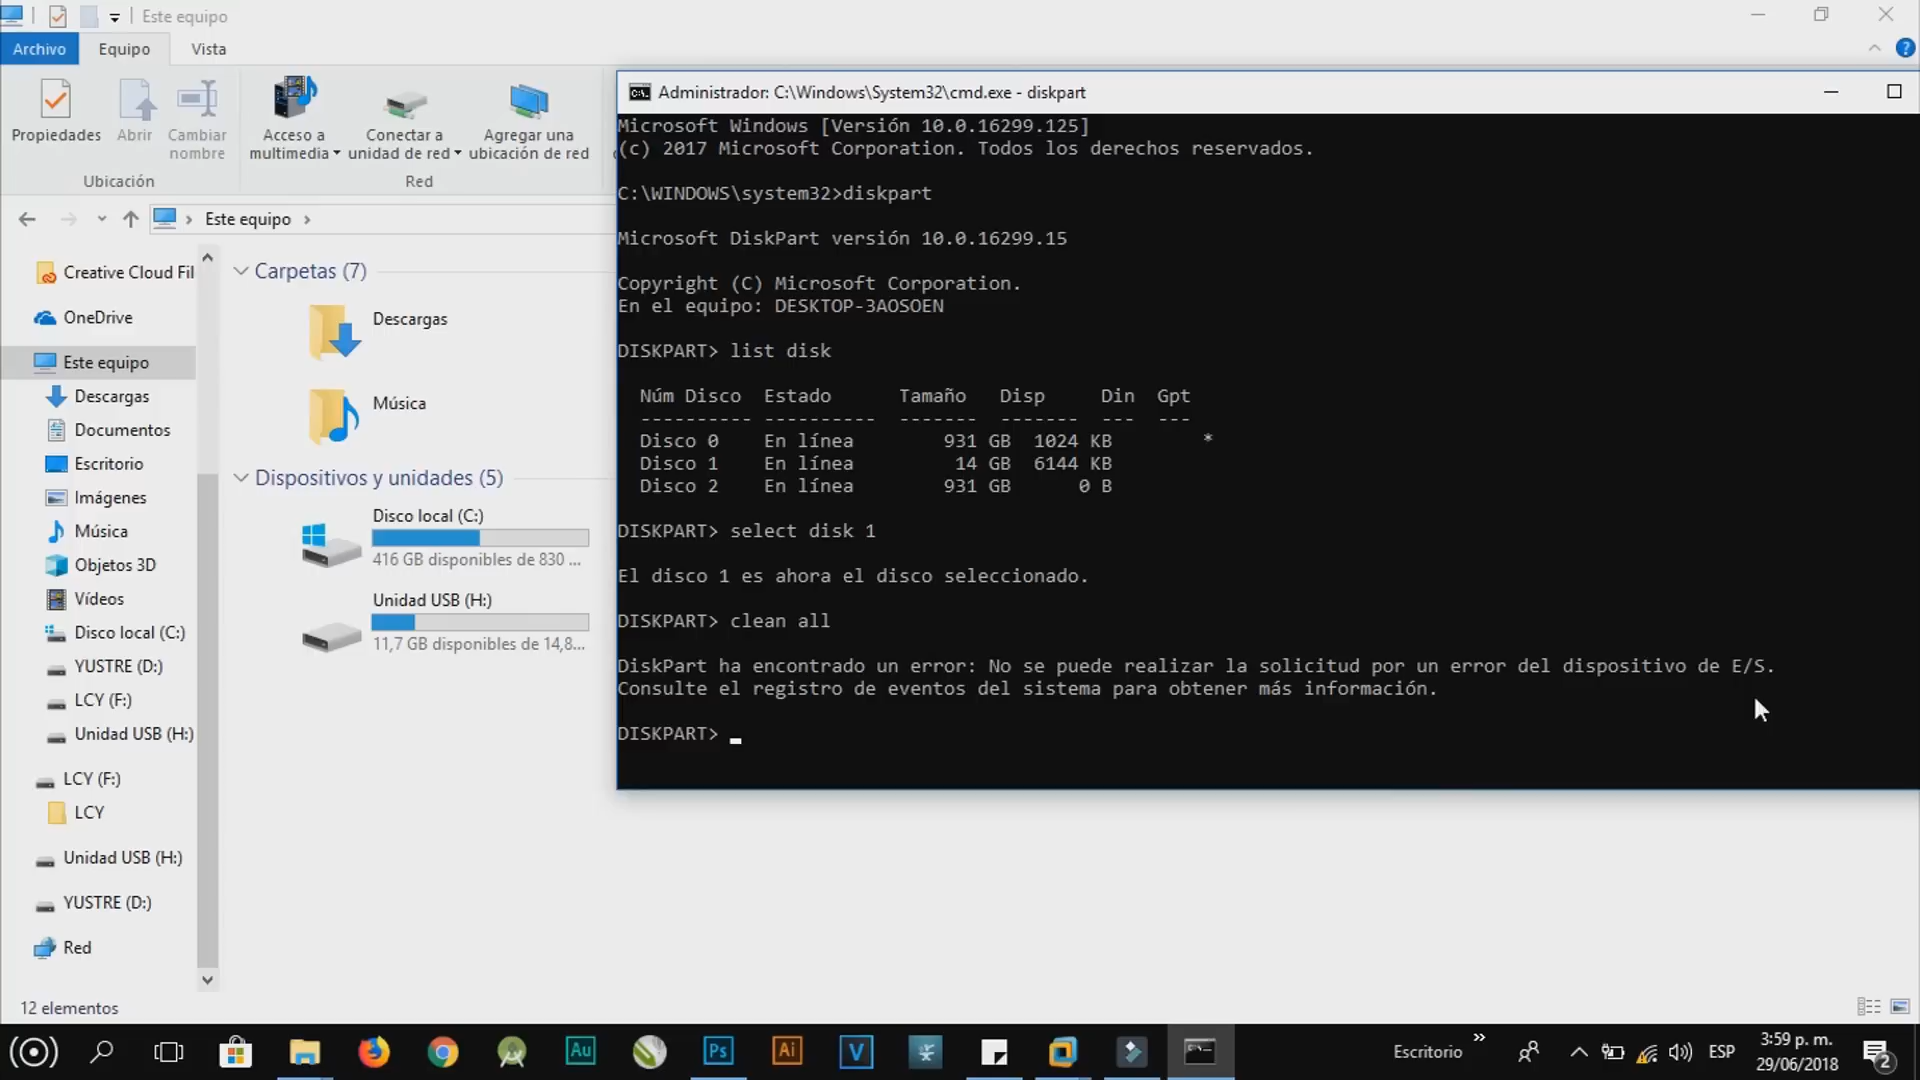 Este equipo
Archivo
Equipo
Vista
Propiedades
Abrir
Cambiar
nombre
Acceso a
multimedia
Conectar a
unidad de red
Agregar una
ubicación de red
Ubicación
Red
Este equipo
Creative Cloud Fil
OneDrive
Este equipo
Descargas
Documentos
Escritorio
Imágenes
Música
Objetos 3D
Vídeos
Disco local (C:)
YUSTRE (D:)
LCY (F:)
Unidad USB (H:)
LCY (F:)
LCY
Unidad USB (H:)
YUSTRE (D:)
Red
12 elementos
Carpetas (7)
Descargas
Música
Dispositivos y unidades (5)
Disco local (C:)
416 GB disponibles de 830 ...
Unidad USB (H:)
11,7 GB disponibles de 14,8...
Administrador: C:\Windows\System32\cmd.exe - diskpart
Microsoft Windows [Versión 10.0.16299.125]
(c) 2017 Microsoft Corporation. Todos los derechos reservados.
C:\WINDOWS\system32>diskpart
Microsoft DiskPart versión 10.0.16299.15
Copyright (C) Microsoft Corporation.
En el equipo: DESKTOP-3AOSOEN
DISKPART> list disk
Núm Disco  Estado      Tamaño   Disp     Din  Gpt
---------- ----------  -------  -------  ---  ---
Disco 0    En línea        931 GB  1024 KB        *
Disco 1    En línea         14 GB  6144 KB
Disco 2    En línea        931 GB      0 B
DISKPART> select disk 1
El disco 1 es ahora el disco seleccionado.
DISKPART> clean all
DiskPart ha encontrado un error: No se puede realizar la solicitud por un error del dispositivo de E/S.
Consulte el registro de eventos del sistema para obtener más información.
DISKPART>
Au
Ps
Ai
V
Escritorio
ESP
3:59 p. m.
29/06/2018
2